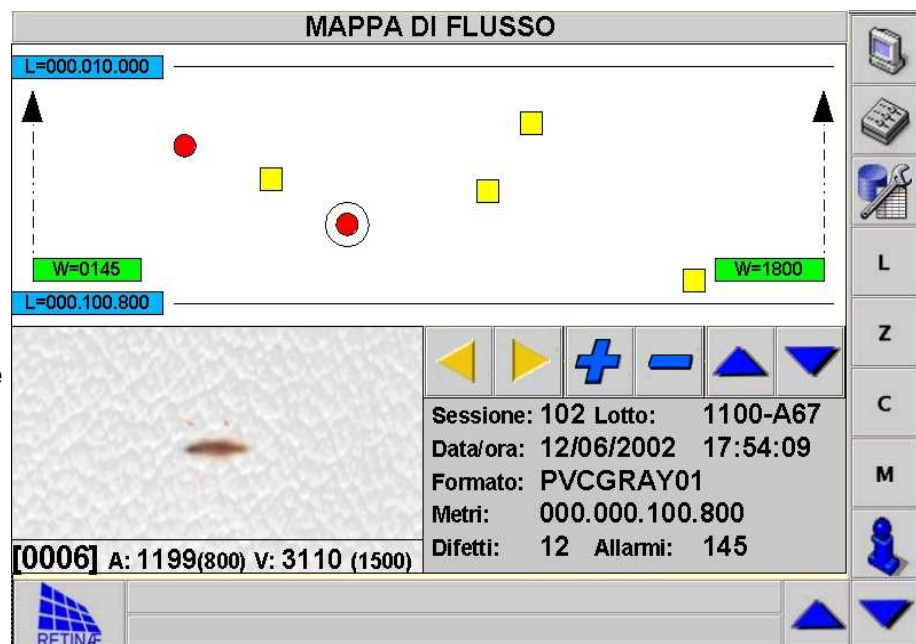 MAPPA DI FLUSSO
L=000.010.000
W=0145
W=1800
L=000.100.800
L
Z
C
M
e
Sessione: 102 Lotto: 1100-A67
Data/ora: 12/06/2002 17:54:09
Formato: PVCGRAY01
Metri: 000.000.100.800
Difetti: 12 Allarmi: 145
[0006] A: 1199(800) V: 3110 (1500)
RETINÆ